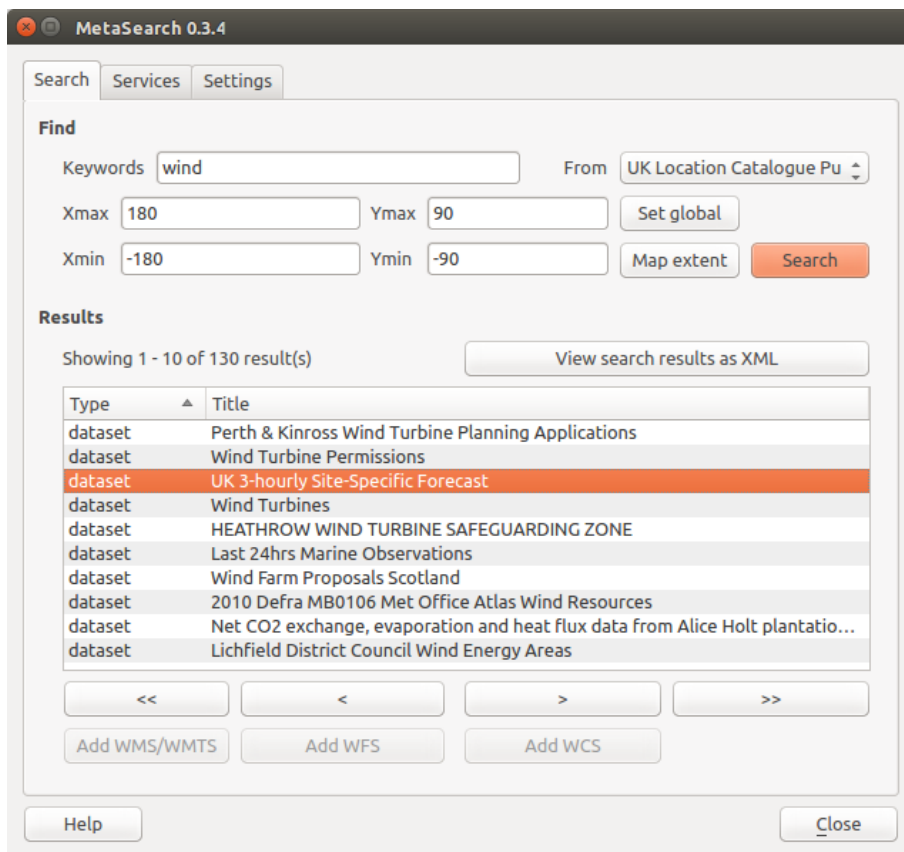 MetaSearch 0.3.4
Search Services Settings
Find
Keywords wind From UK Location Catalogue Pu
Xmax 180 Ymax 90 Set global
Xmin -180 Ymin -90 Map extent Search
Results
Showing 1 - 10 of 130 result(s) View search results as XML
Type Title
dataset Perth & Kinross Wind Turbine Planning Applications
dataset Wind Turbine Permissions
dataset UK 3-hourly Site-Specific Forecast
dataset Wind Turbines
dataset HEATHROW WIND TURBINE SAFEGUARDING ZONE
dataset Last 24hrs Marine Observations
dataset Wind Farm Proposals Scotland
dataset 2010 Defra MB0106 Met Office Atlas Wind Resources
dataset Net CO2 exchange, evaporation and heat flux data from Alice Holt plantatio...
dataset Lichfield District Council Wind Energy Areas
<< < > >>
Add WMS/WMTS Add WFS Add WCS
Help Close